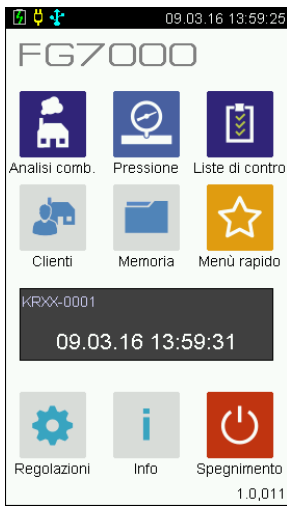 09.03.16 13:59:25
FG7000
Analisi comb. Pressione Liste di contro
Clienti Memoria Menù rapido
KRXX-0001
09.03.16 13:59:31
Regolazioni Info Spegnimento
1.0,011